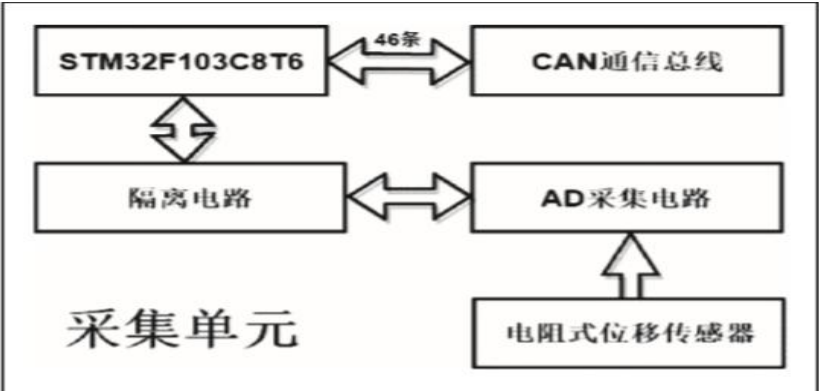 STM32F103C8T6
46条
CAN通信总线
隔离电路
AD采集电路
采集单元
电阻式位移传感器